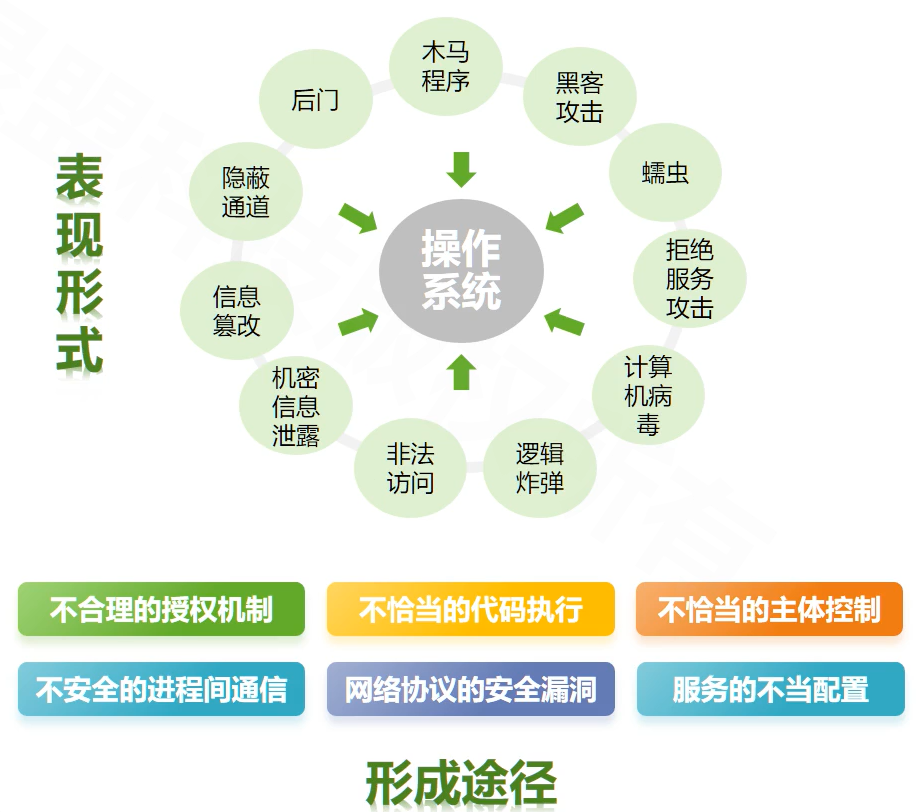 表
现
形
式
木马
程序
黑客
攻击
蠕虫
拒绝
服务
攻击
计算
机病
毒
逻辑
炸弹
非法
访问
机密
信息
泄露
信息
篡改
隐蔽
通道
后门
操作
系统
不合理的授权机制
不恰当的代码执行
不恰当的主体控制
不安全的进程间通信
网络协议的安全漏洞
服务的不当配置
形成途径